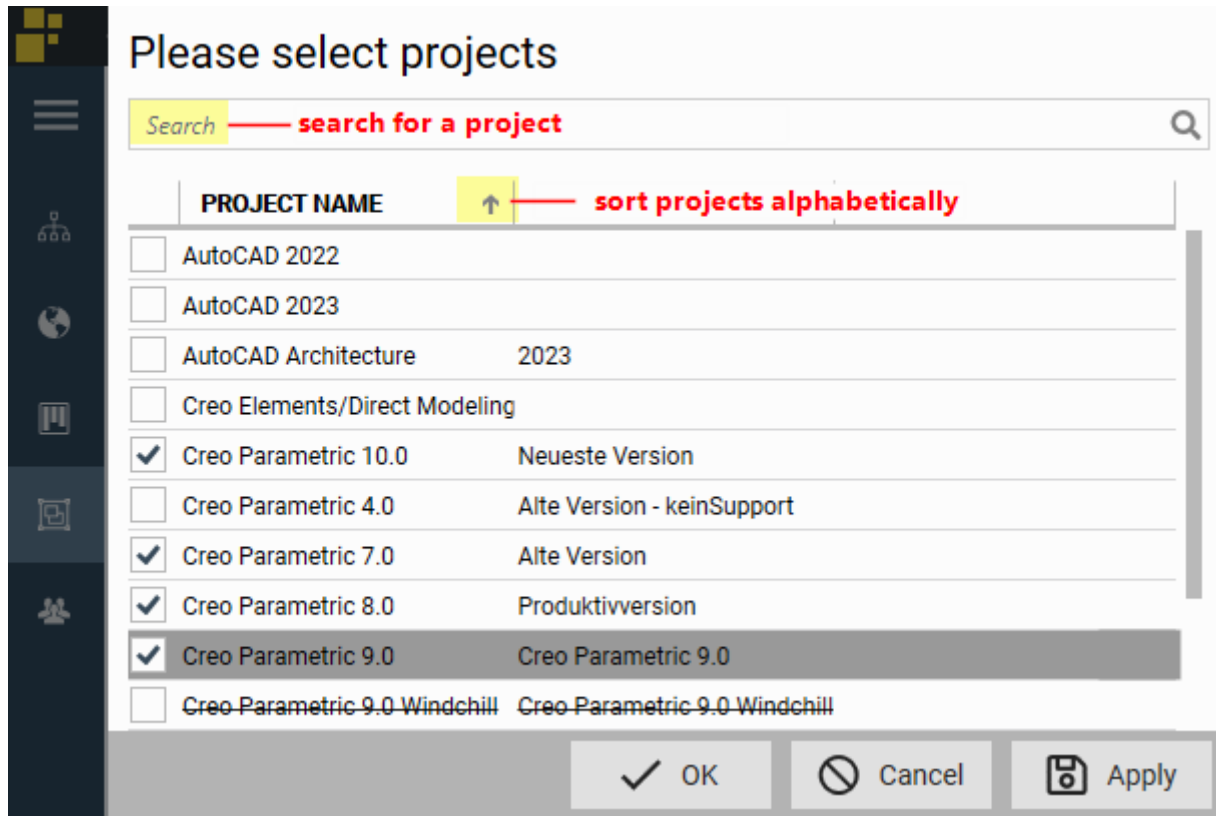 Please select projects
Search search for a project
PROJECT NAME sort projects alphabetically
AutoCAD 2022
AutoCAD 2023
AutoCAD Architecture 2023
Creo Elements/Direct Modeling
Creo Parametric 10.0 Neueste Version
Creo Parametric 4.0 Alte Version - keinSupport
Creo Parametric 7.0 Alte Version
Creo Parametric 8.0 Produktivversion
Creo Parametric 9.0 Creo Parametric 9.0
Creo Parametric 9.0 Windchill Creo Parametric 9.0 Windchill
OK Cancel Apply